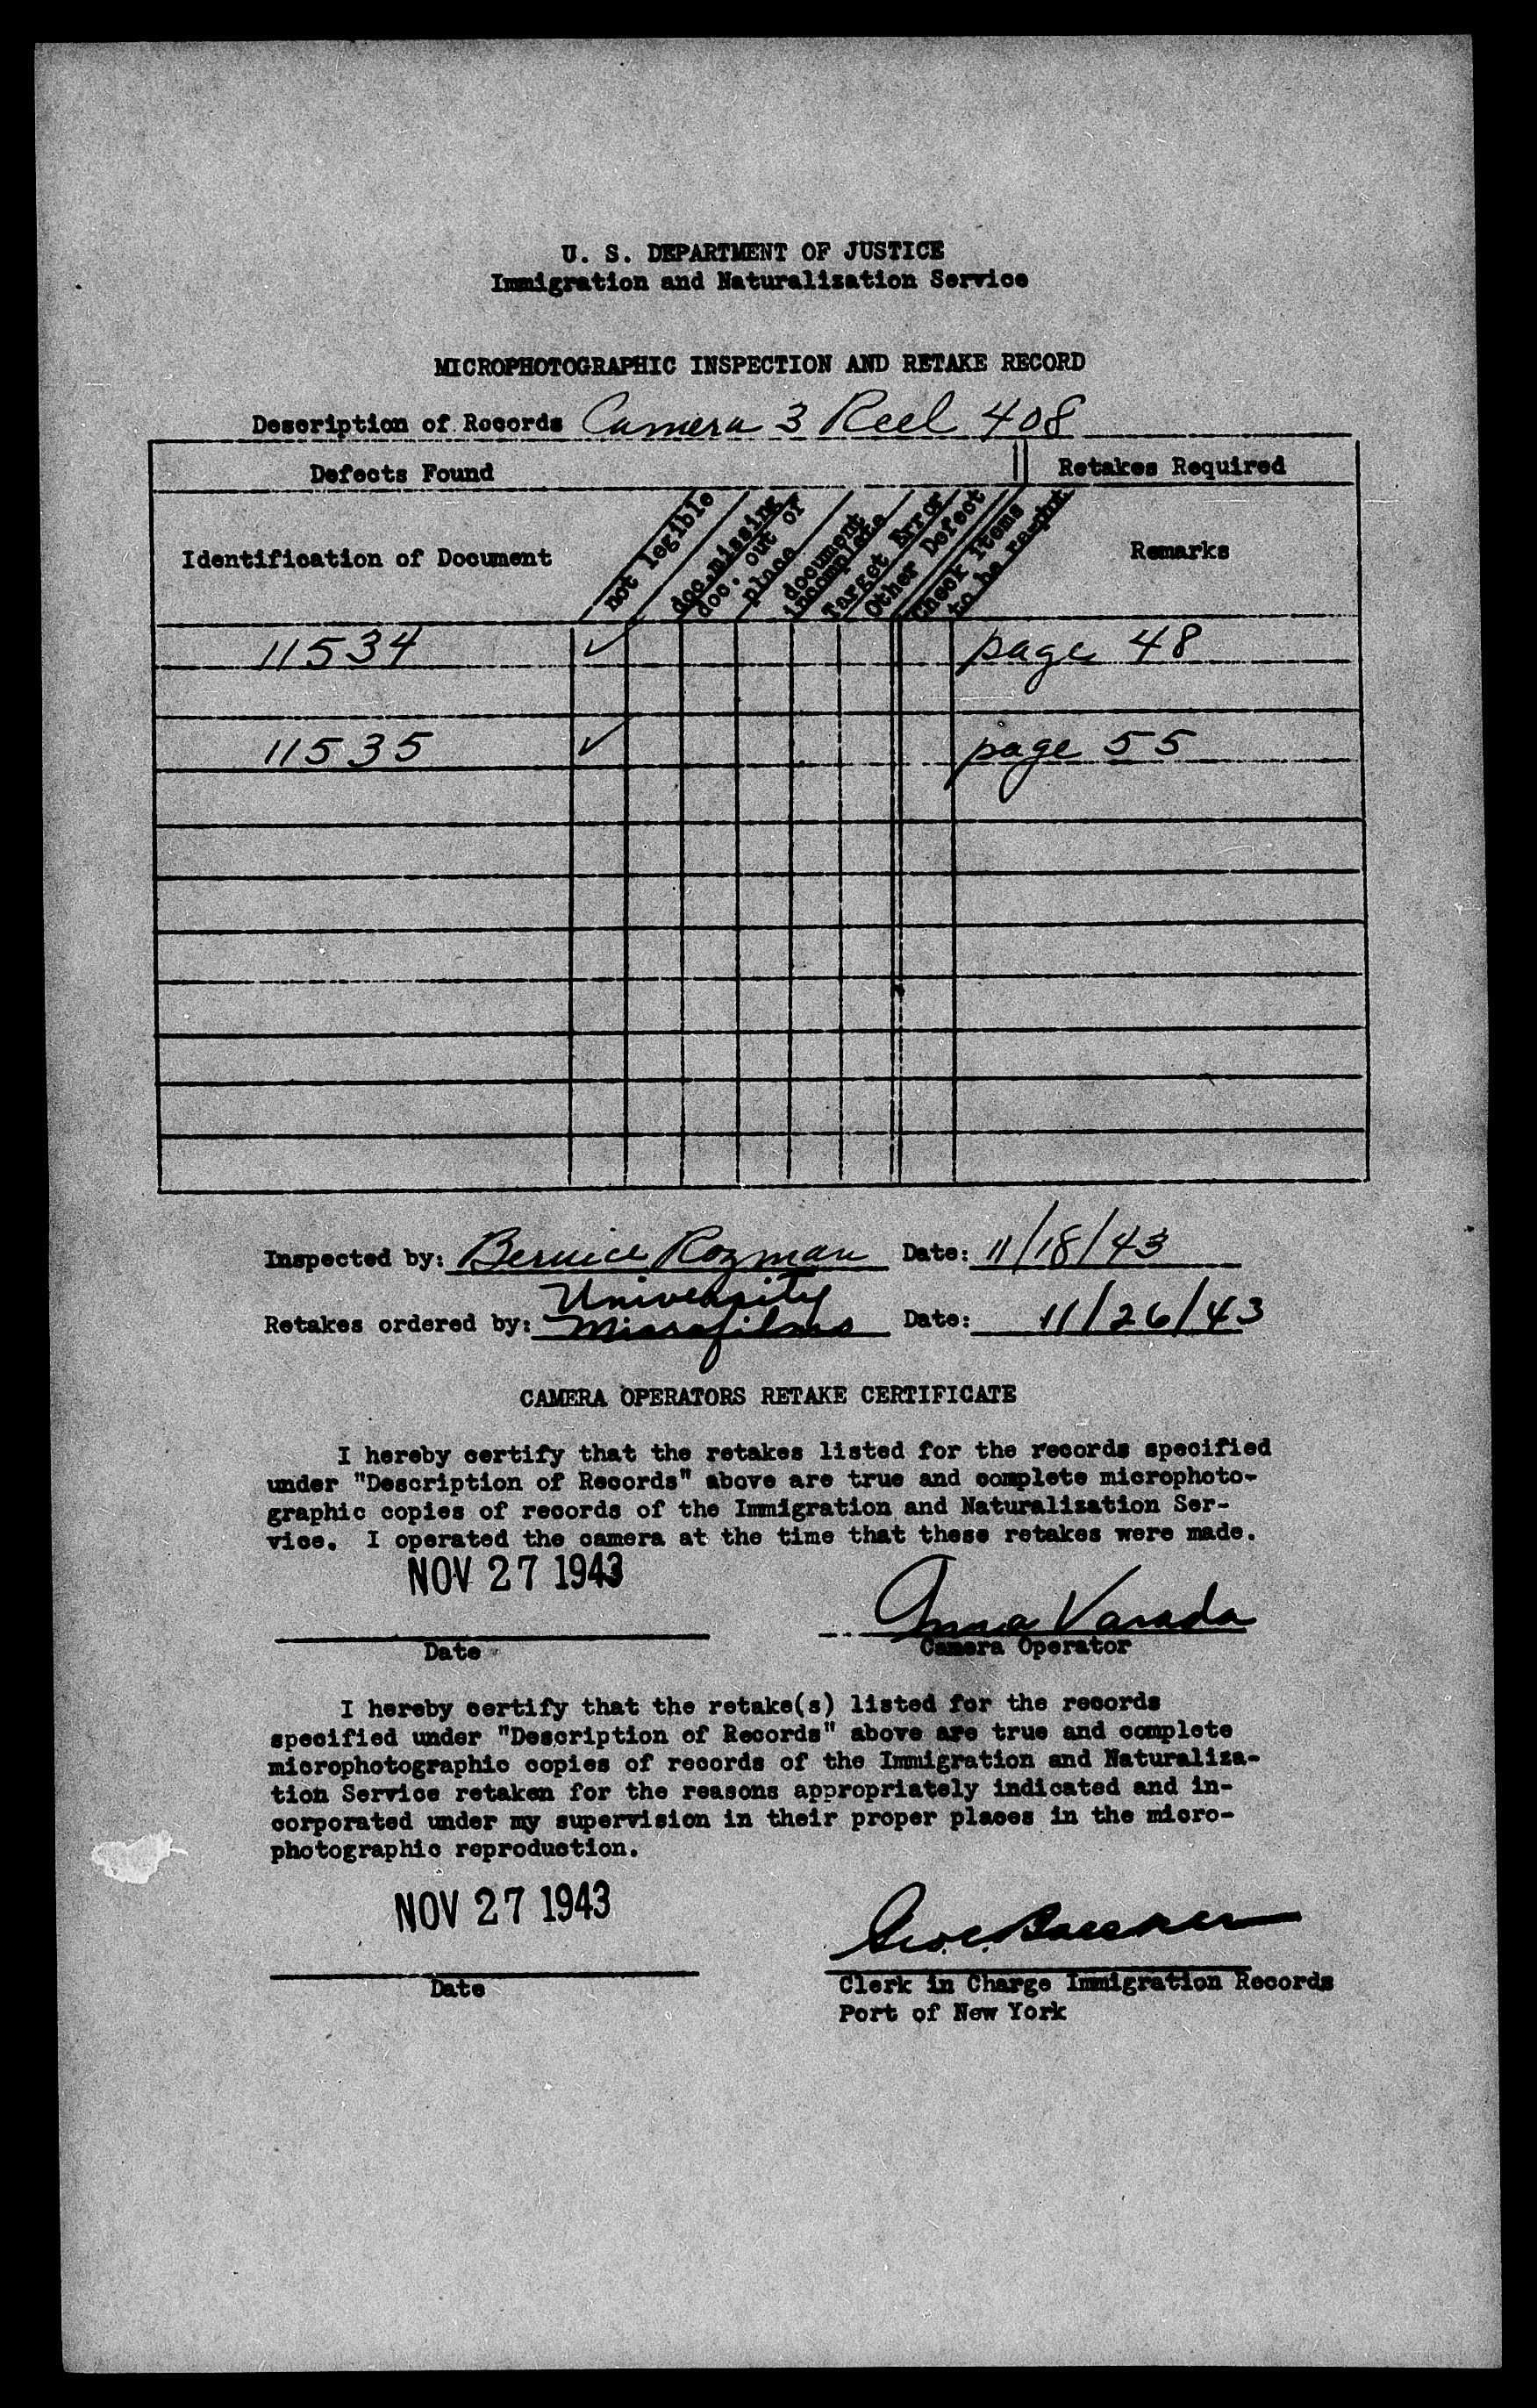 U. S. DEPARTMENT OF JUSTICE
Immigration and Naturalization Service
MICROPHOTOGRAPHIC INSPECTION AND RETAKE RECORD
Description of Records Camera 3 Reel 408
Defects Found
Retakes Required
Identification of Document
not legible
doc. missing
doc. out of
place
document
incomplete
Target Error
Other Defect
Check items
to be respht
Remarks
11534 ✓ page 48
11535 ✓ page 55
Inspected by: Bernice Rozman Date: 11/18/43
University
Retakes ordered by: Microfilms Date: 11/26/43
CAMERA OPERATORS RETAKE CERTIFICATE
I hereby certify that the retakes listed for the records specified
under "Description of Records" above are true and complete microphoto-
graphic copies of records of the Immigration and Naturalization Ser-
vice. I operated the camera at the time that these retakes were made.
NOV 27 1943
Anna Varada
Date
Camera Operator
I hereby certify that the retake(s) listed for the records
specified under "Description of Records" above are true and complete
microphotographic copies of records of the Immigration and Naturaliza-
tion Service retaken for the reasons appropriately indicated and in-
corporated under my supervision in their proper places in the micro-
photographic reproduction.
NOV 27 1943
Date
Clerk in Charge Immigration Records
Port of New York